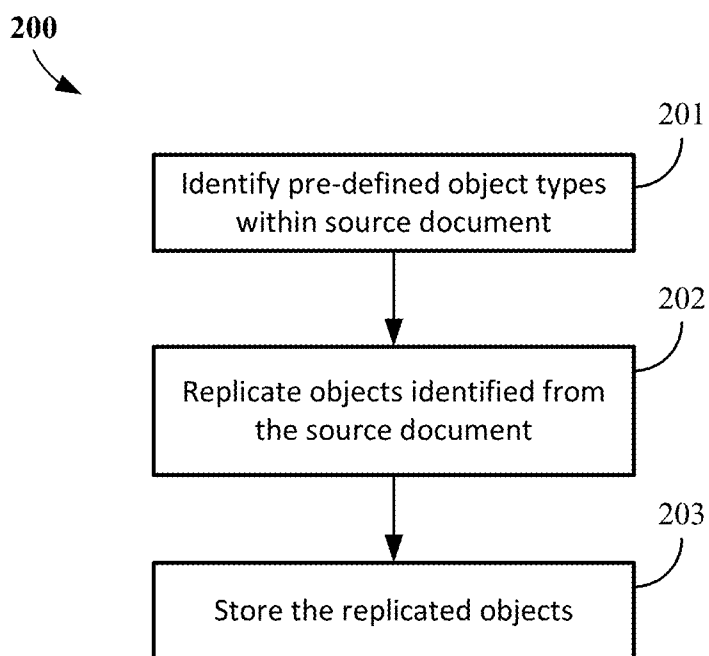 200
201
Identify pre-defined object types
within source document
202
Replicate objects identified from
the source document
203
Store the replicated objects